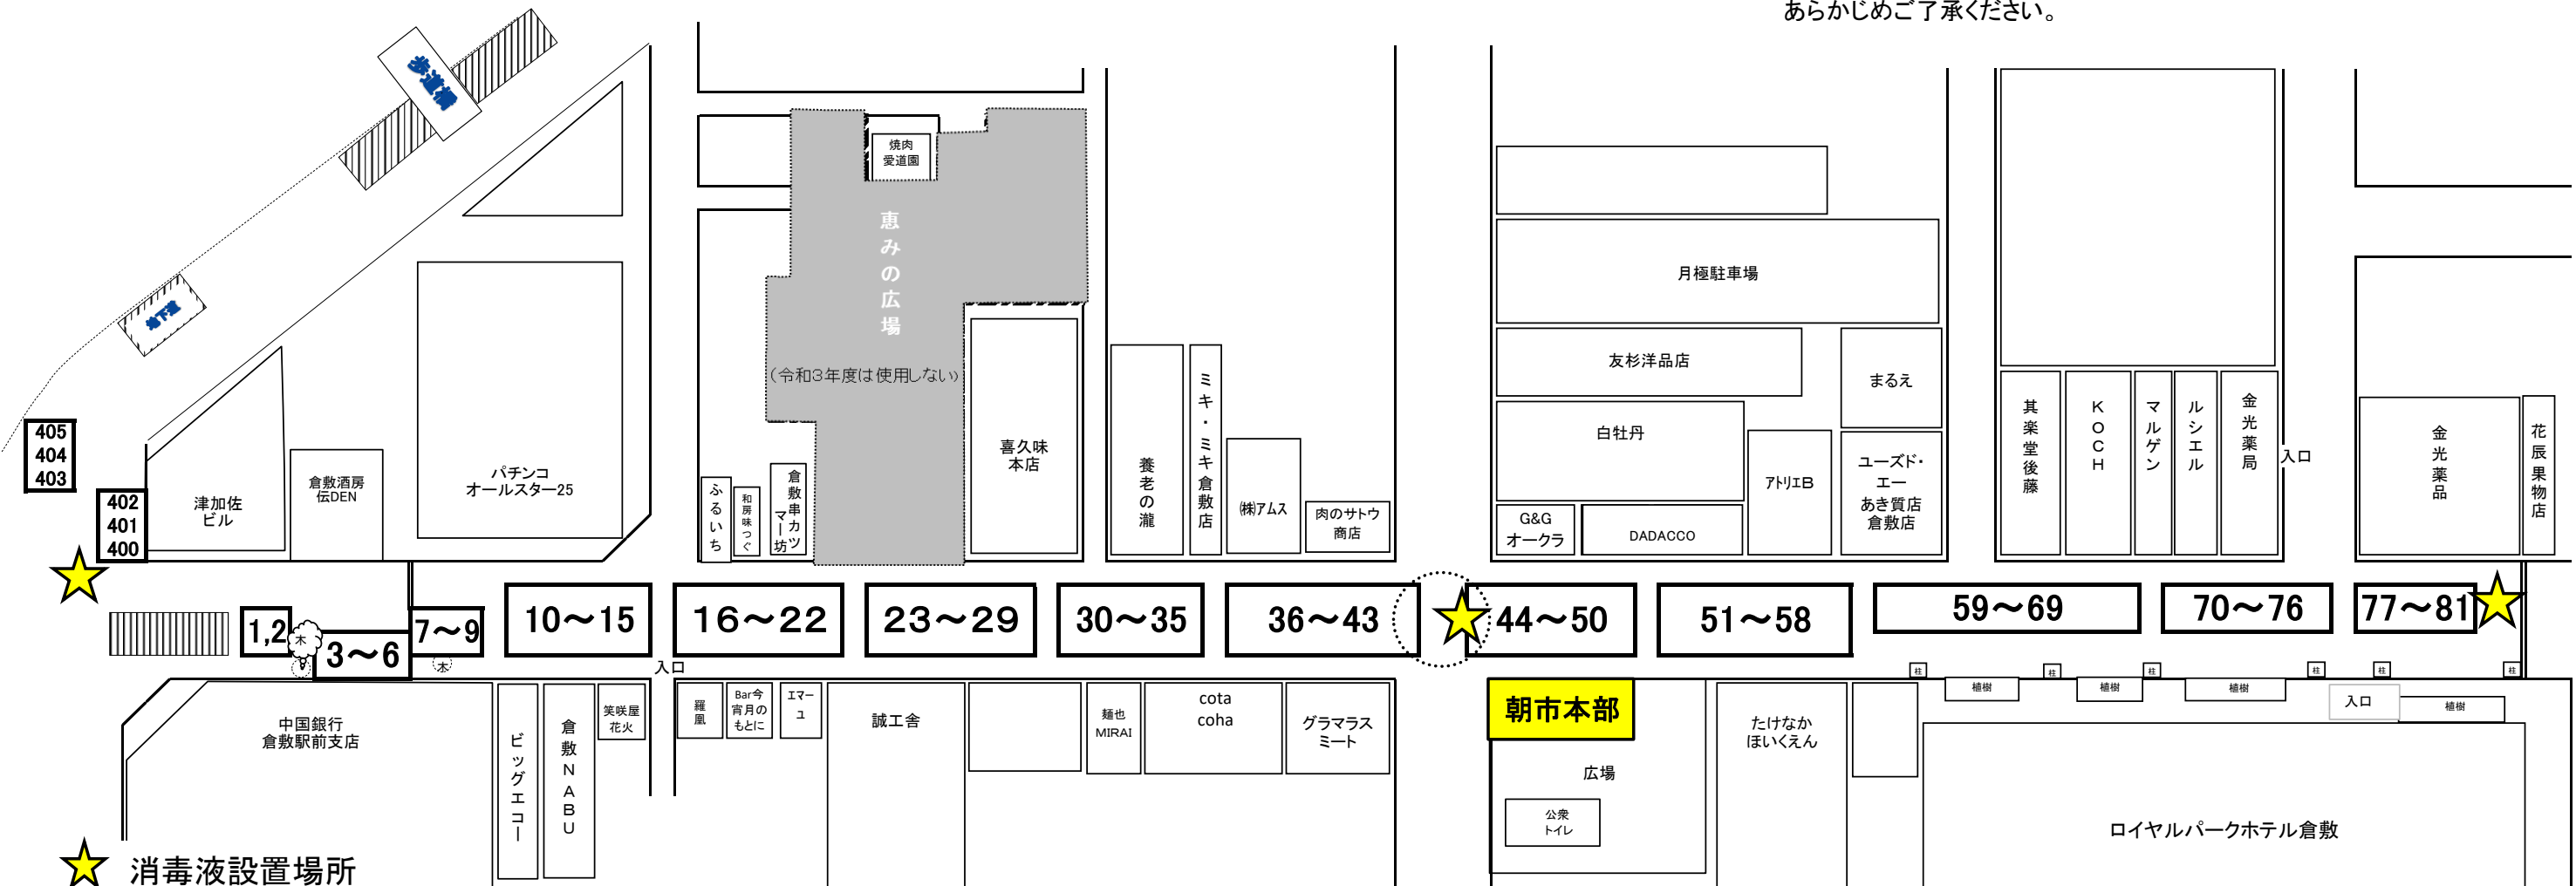 あらかじめご了承ください。
歩道橋
地下道
焼肉
愛道園
恵みの広場
(令和3年度は使用しない)
月極駐車場
友杉洋品店
まるえ
白牡丹
アトリエB
ユーズド・
エー
あき質店
倉敷店
G&G
オークラ
DADACCO
其楽堂後藤
KOCH
マルゲン
ルシエル
金光薬局
入口
金光薬品
花辰果物店
405
404
403
402
401
400
津加佐
ビル
倉敷酒房
伝DEN
パチンコ
オールスター25
ふるいち
和房味つぐ
倉敷串カツ
マー坊
喜久味
本店
養老の瀧
ミキ・ミキ倉敷店
㈱アムス
肉のサトウ
商店
1,2
木
3～6
7～9
木
10～15
16～22
23～29
30～35
36～43
44～50
51～58
59～69
70～76
77～81
入口
柱
柱
柱
柱
柱
柱
植樹
植樹
植樹
入口
植樹
中国銀行
倉敷駅前支店
ビッグエコー
倉敷NABU
笑咲屋
花火
羅凰
Bar今
宵月の
もとに
エマー
ュ
誠工舎
麺也
MIRAI
cota
coha
グラマラス
ミート
朝市本部
広場
公衆
トイレ
たけなか
ほいくえん
ロイヤルパークホテル倉敷
消毒液設置場所